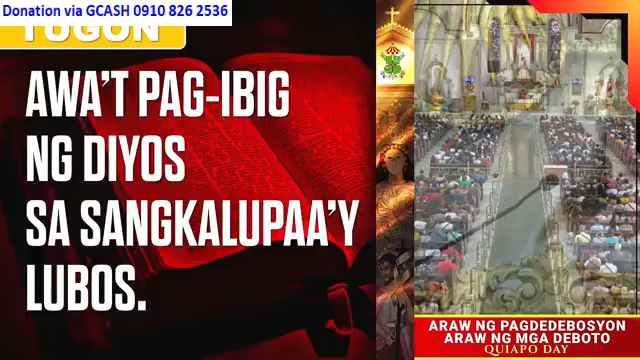 Donation via GCASH 0910 826 2536
TUGON
AWA'T PAG-IBIG
NG DIYOS
SA SANGKALUPAA'Y
LUBOS.
ARAW NG PAGDEDEBOSYON
ARAW NG MGA DEBOTO
QUIAPO DAY